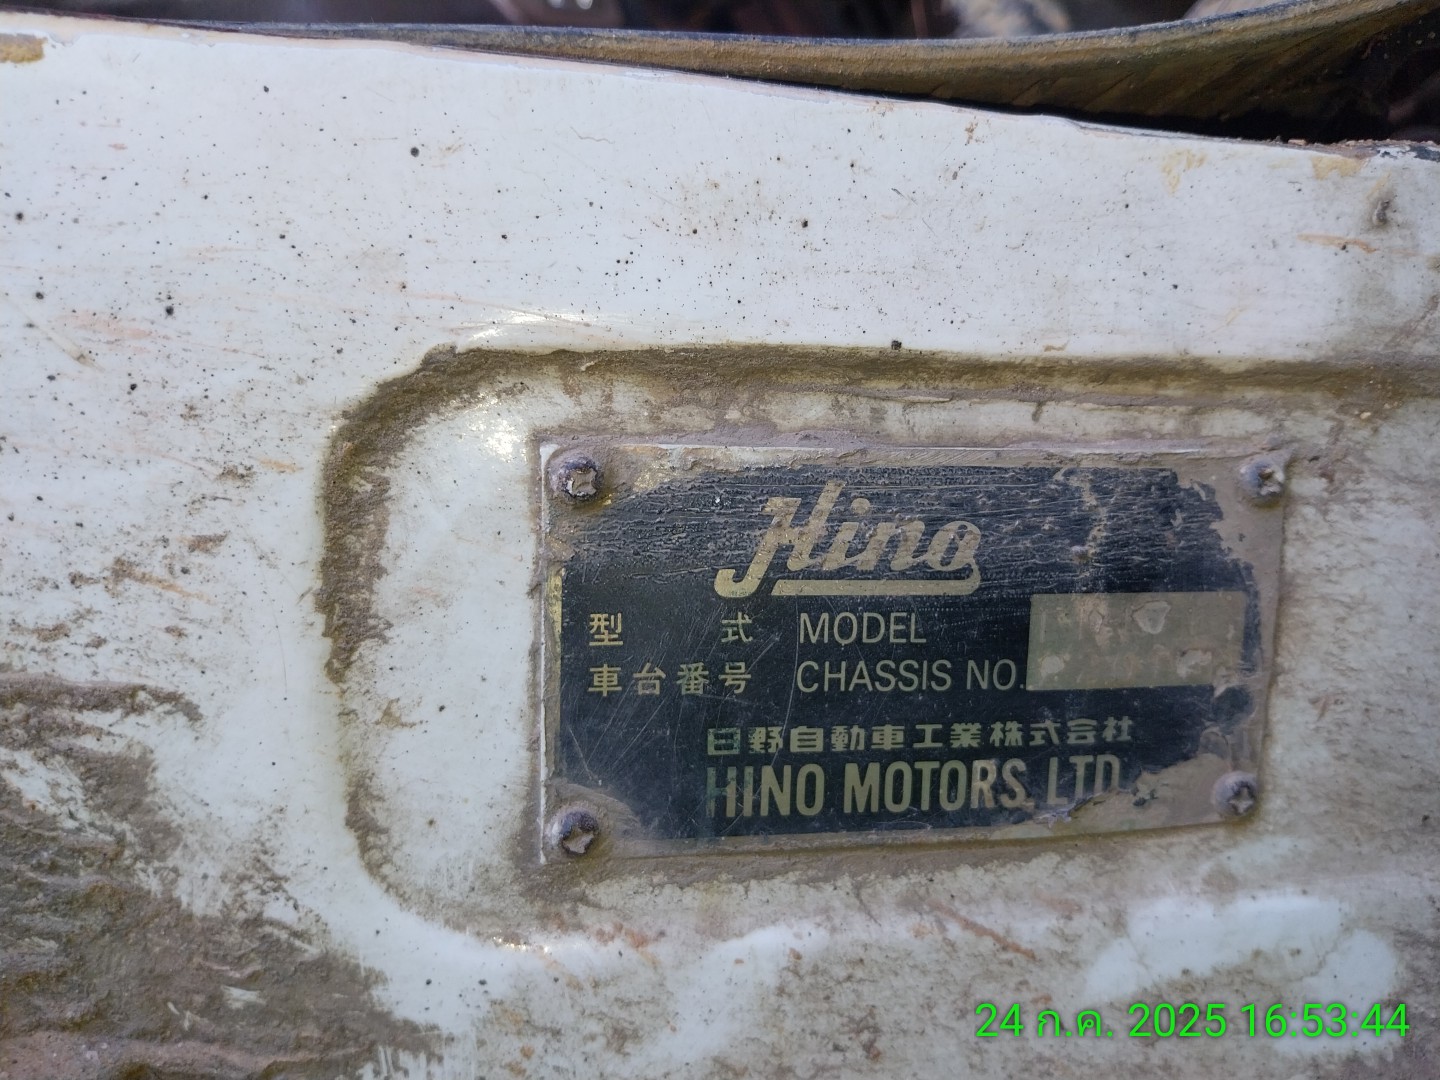 Hino
型式 MODEL
車台番号 CHASSIS NO.
日野自動車工業株式会社
HINO MOTORS, LTD.
24 ก.ค. 2025 16:53:44